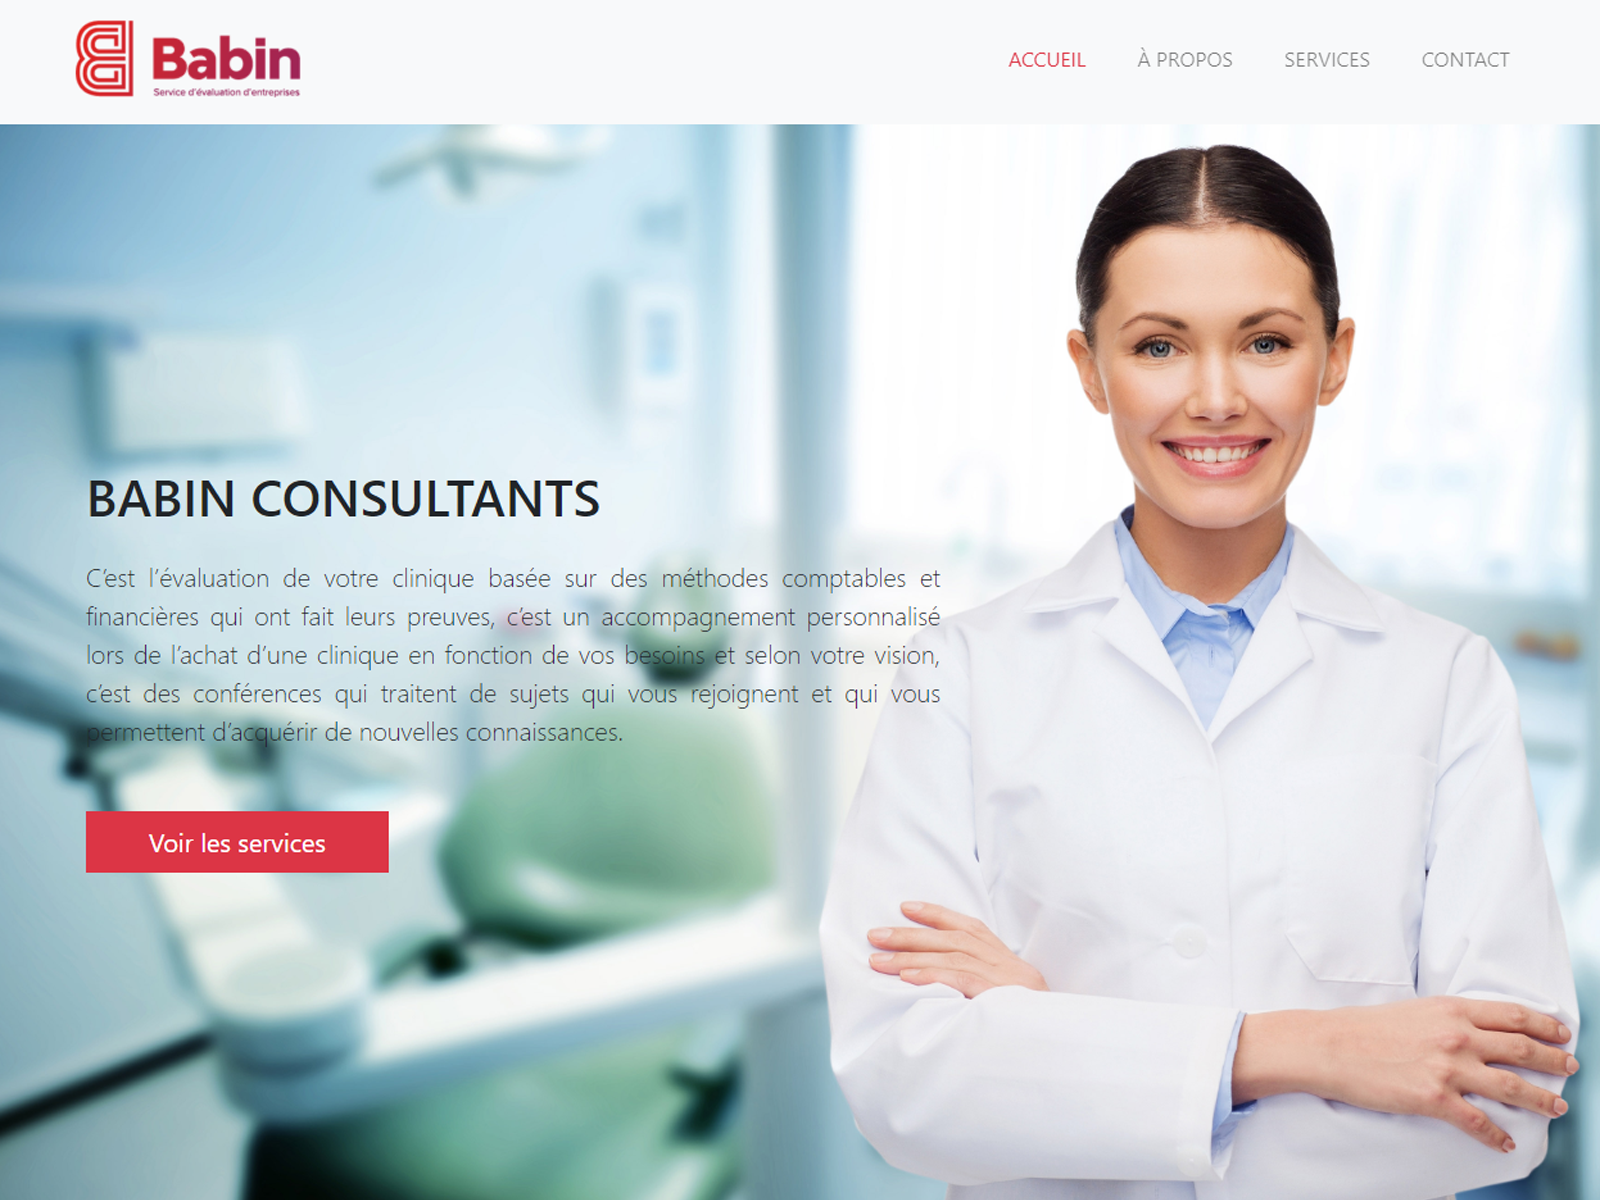 Babin
Service d'évaluation d'entreprises
ACCUEIL
À PROPOS
SERVICES
CONTACT
BABIN CONSULTANTS
C’est l’évaluation de votre clinique basée sur des méthodes comptables et
financières qui ont fait leurs preuves, c’est un accompagnement personnalisé
lors de l’achat d’une clinique en fonction de vos besoins et selon votre vision,
c’est des conférences qui traitent de sujets qui vous rejoignent et qui vous
permettent d’acquérir de nouvelles connaissances.
Voir les services